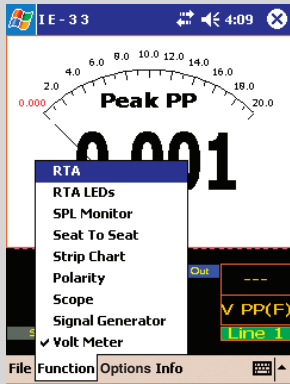 IE-33 4:09
0.000 2.0 4.0 6.0 8.0 10.0 12.0 14.0 16.0 18.0 20.0
Peak PP
0.001
RTA
RTA LEDs
SPL Monitor
Seat To Seat
Strip Chart
Polarity
Scope
Signal Generator
✓ Volt Meter
Out
---
V PP(F)
Line 1
File Function Options Info